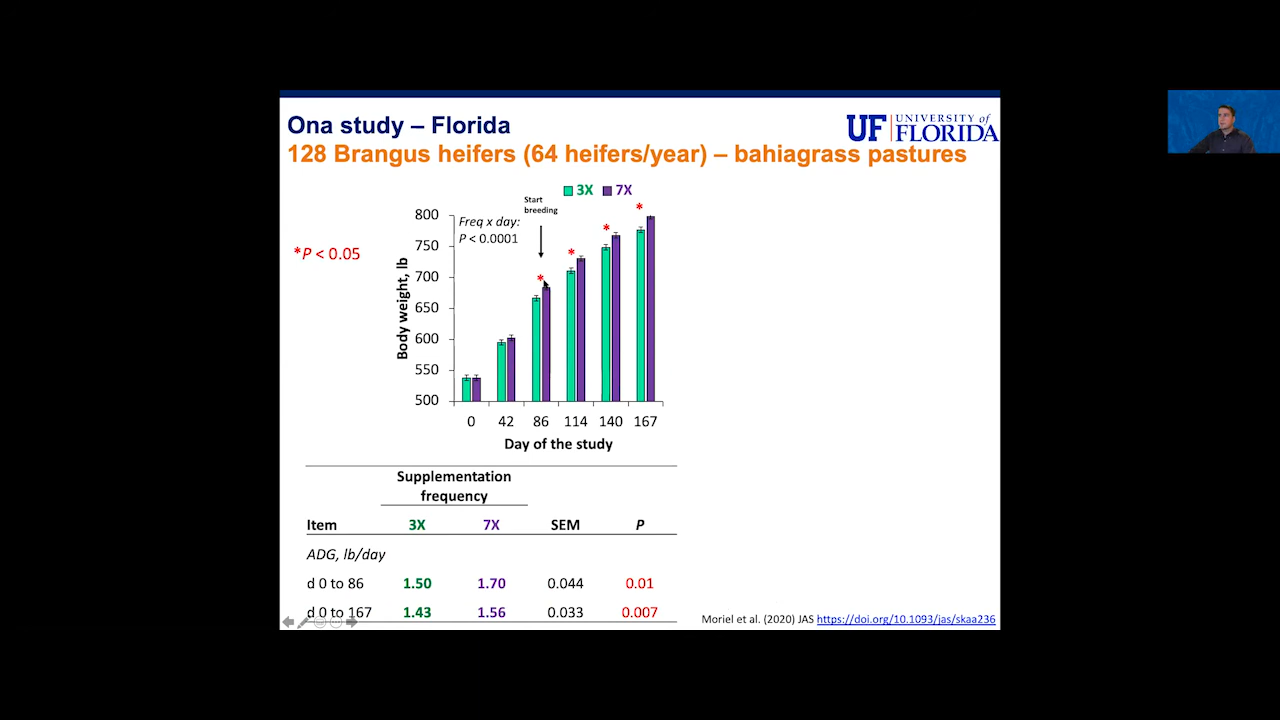 Ona study – Florida
UF UNIVERSITY of FLORIDA
128 Brangus heifers (64 heifers/year) – bahiagrass pastures
3X 7X
Start breeding
Freq x day:
P < 0.0001
*P < 0.05
*
*
*
*
Body weight, lb
800
750
700
650
600
550
500
0 42 86 114 140 167
Day of the study
Supplementation
frequency
Item 3X 7X SEM P
ADG, lb/day
d 0 to 86 1.50 1.70 0.044 0.01
d 0 to 167 1.43 1.56 0.033 0.007
Moriel et al. (2020) JAS https://doi.org/10.1093/jas/skaa236